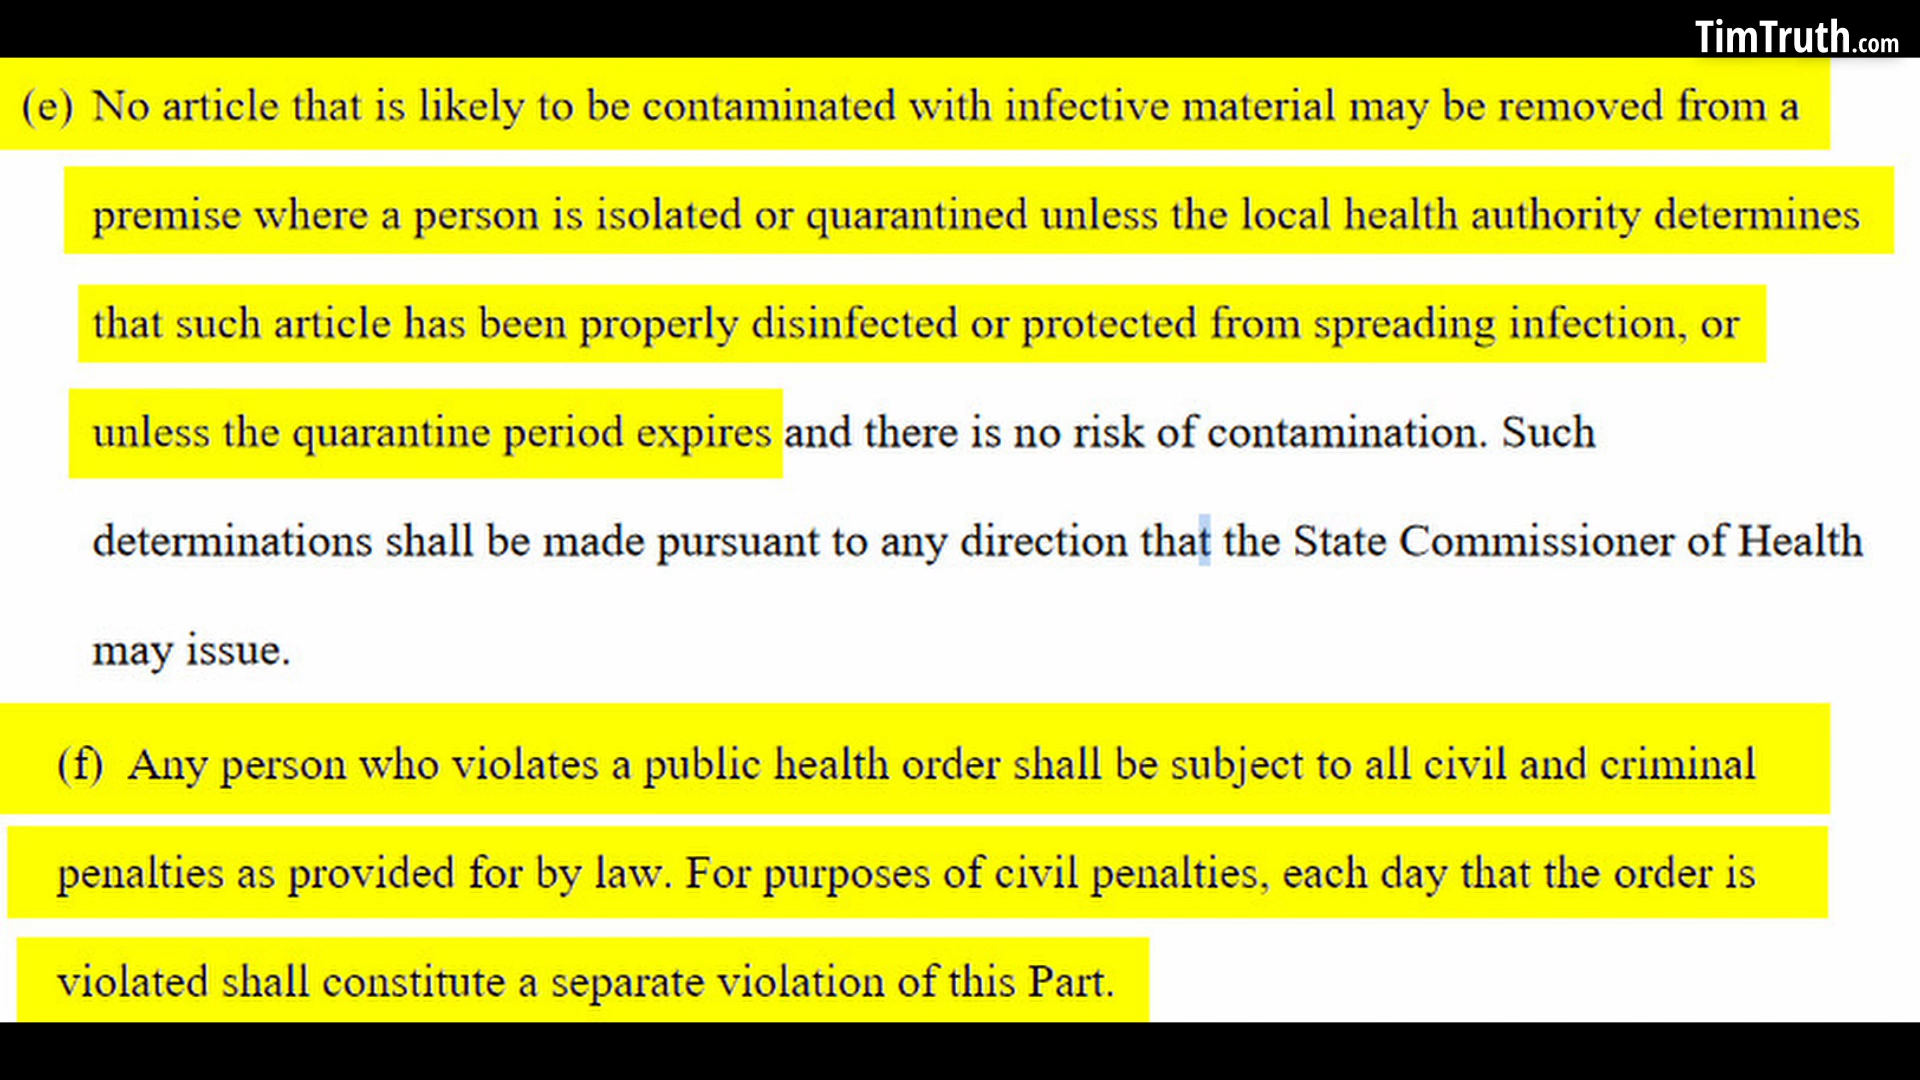 TimTruth.com
(e) No article that is likely to be contaminated with infective material may be removed from a
premise where a person is isolated or quarantined unless the local health authority determines
that such article has been properly disinfected or protected from spreading infection, or
unless the quarantine period expires and there is no risk of contamination. Such
determinations shall be made pursuant to any direction that the State Commissioner of Health
may issue.
(f) Any person who violates a public health order shall be subject to all civil and criminal
penalties as provided for by law. For purposes of civil penalties, each day that the order is
violated shall constitute a separate violation of this Part.